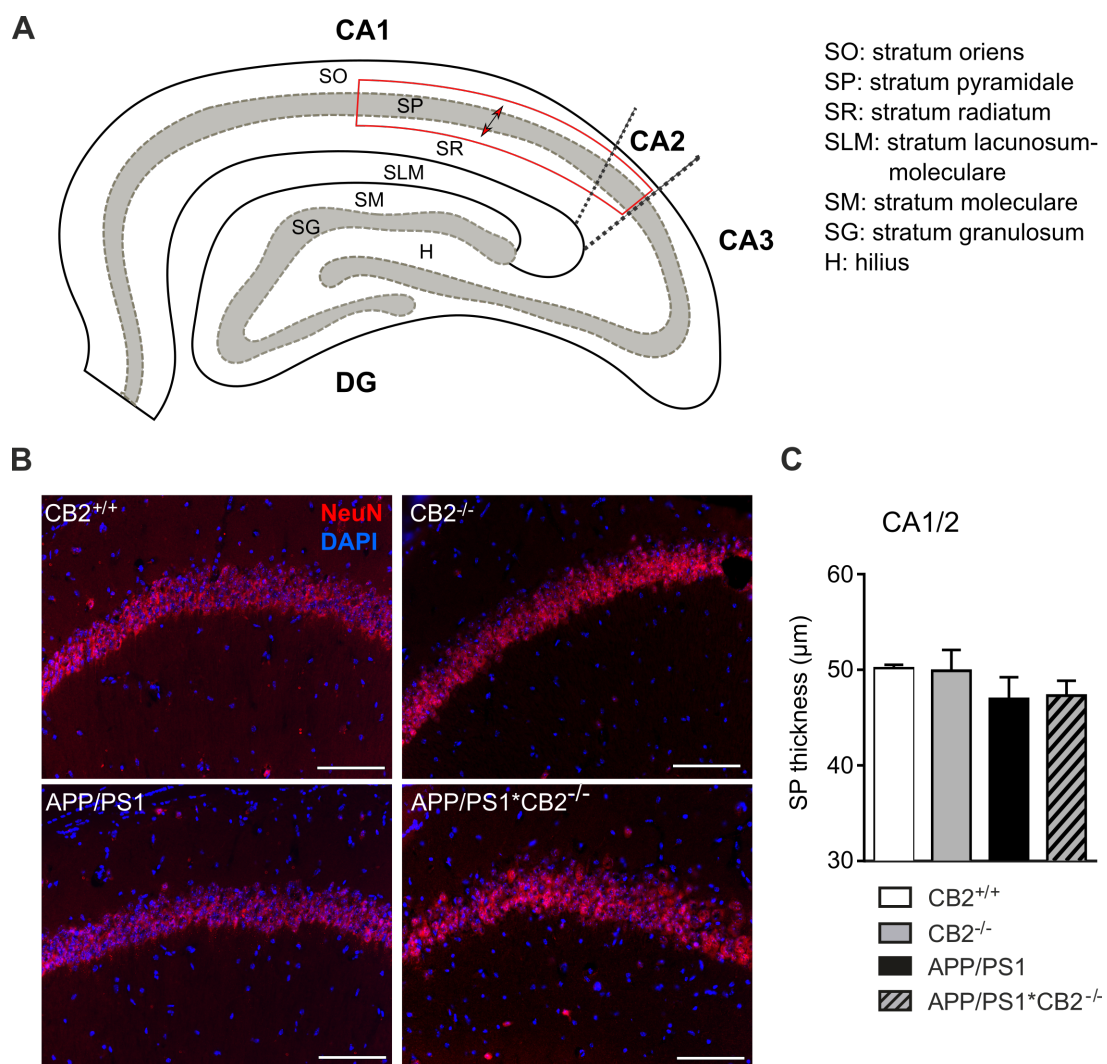 A
CA1
SO
SP
SR
SLM
SM
SG
H
CA2
CA3
DG
SO: stratum oriens
SP: stratum pyramidale
SR: stratum radiatum
SLM: stratum lacunosum-
moleculare
SM: stratum moleculare
SG: stratum granulosum
H: hilius
B
CB2+/+
NeuN
DAPI
CB2-/-
APP/PS1
APP/PS1*CB2-/-
C
CA1/2
SP thickness (µm)
60
50
40
30
CB2+/+
CB2-/-
APP/PS1
APP/PS1*CB2-/-